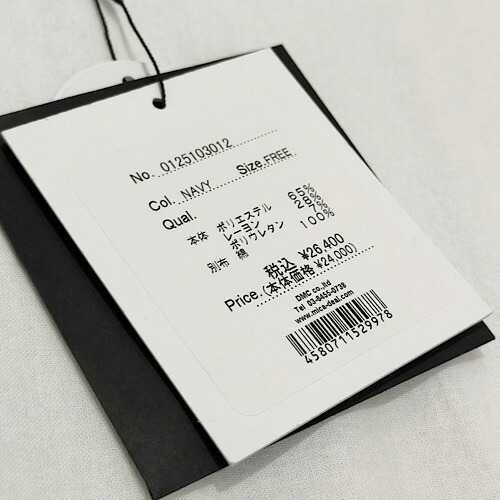 No. 0125103012
Col. NAVY Size.FREE
Qual.
本体 ポリエステル 65%
レーヨン 28%
ポリウレタン 7%
別布 綿 100%
税込 ¥26,400
Price (本体価格 ¥24,000)
DMC co.,ltd
Tel 03-6455-0738
www.mica-deal.com
4580711529978